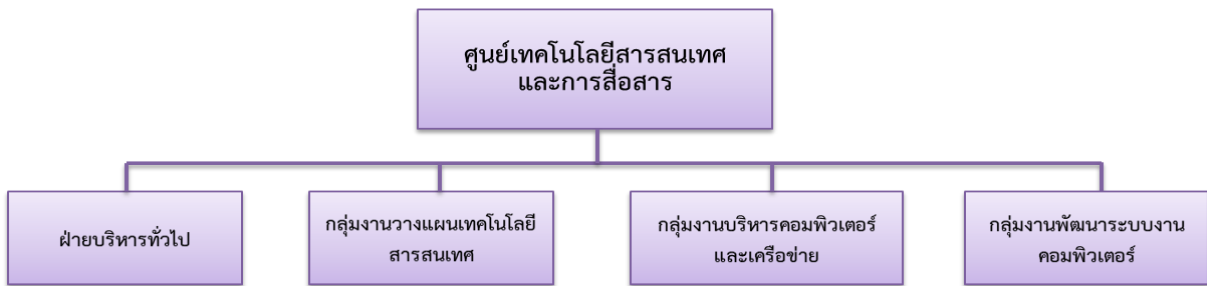 ศูนย์เทคโนโลยีสารสนเทศ
และการสื่อสาร
ฝ่ายบริหารทั่วไป
กลุ่มงานวางแผนเทคโนโลยี
สารสนเทศ
กลุ่มงานบริหารคอมพิวเตอร์
และเครือข่าย
กลุ่มงานพัฒนาระบบงาน
คอมพิวเตอร์